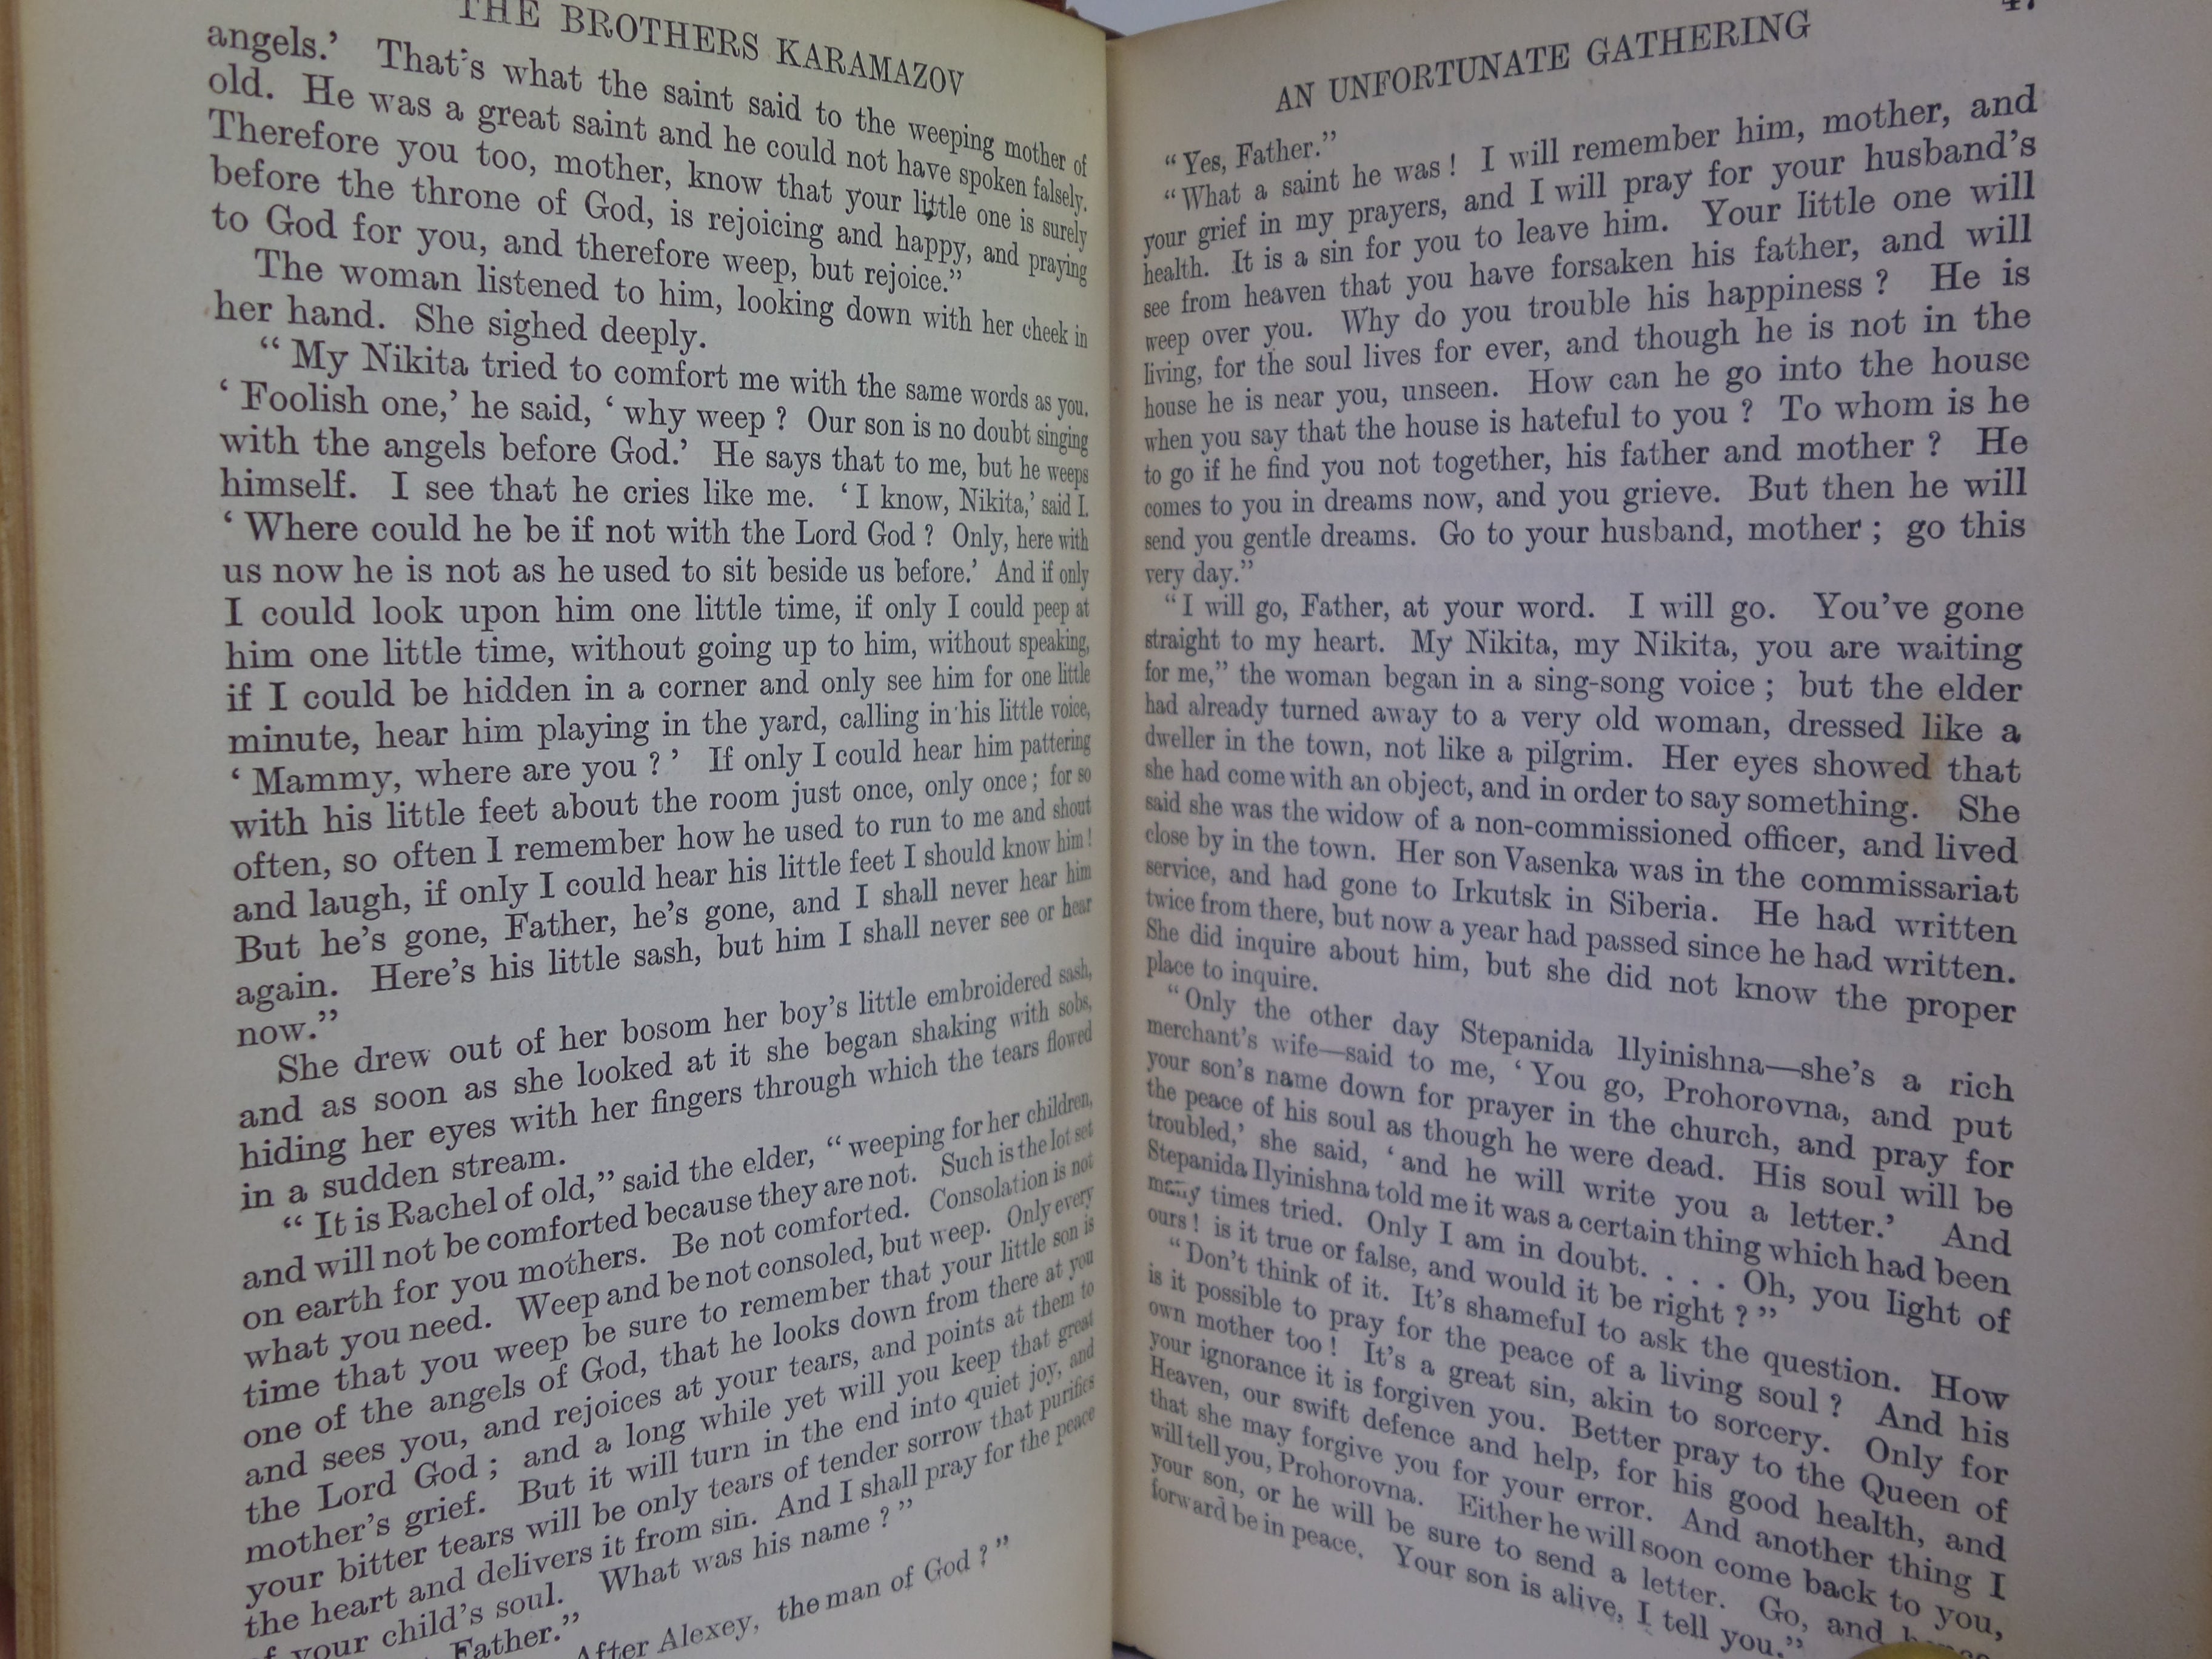 THE BROTHERS KARAMAZOV
angels.' That's what the saint said to the weeping mother of
old. He was a great saint and he could not have spoken falsely.
Therefore you too, mother, know that your little one is surely
before the throne of God, is rejoicing and happy, and praying
to God for you, and therefore weep, but rejoice."
The woman listened to him, looking down with her cheek in
her hand. She sighed deeply.
"My Nikita tried to comfort me with the same words as you.
'Foolish one,' he said, 'why weep? Our son is no doubt singing
with the angels before God.' He says that to me, but he weeps
himself. I see that he cries like me. 'I know, Nikita,' said I.
'Where could he be if not with the Lord God? Only, here with
us now he is not as he used to sit beside us before.' And if only
I could look upon him one little time, if only I could peep at
him one little time, without going up to him, without speaking,
if I could be hidden in a corner and only see him for one little
minute, hear him playing in the yard, calling in his little voice,
'Mammy, where are you?' If only I could hear him pattering
with his little feet about the room just once, only once; for so
often, so often I remember how he used to run to me and shout
and laugh, if only I could hear his little feet I should know him!
But he's gone, Father, he's gone, and I shall never hear him
again. Here's his little sash, but him I shall never see or hear
now."
She drew out of her bosom her boy's little embroidered sash,
and as soon as she looked at it she began shaking with sobs,
hiding her eyes with her fingers through which the tears flowed
in a sudden stream.
"It is Rachel of old," said the elder, "weeping for her children,
and will not be comforted because they are not. Such is the lot set
on earth for you mothers. Be not comforted. Consolation is not
what you need. Weep and be not consoled, but weep. Only every
time that you weep be sure to remember that your little son is
one of the angels of God, that he looks down from there at you
and sees you, and rejoices at your tears, and points at them to
the Lord God; and a long while yet will you keep that great
mother's grief. But it will turn in the end into quiet joy, and
your bitter tears will be only tears of tender sorrow that purifies
the heart and delivers it from sin. And I shall pray for the peace
of your child's soul. What was his name?"
Father."
After Alexey, the man of God?"
AN UNFORTUNATE GATHERING
47
"Yes, Father."
"What a saint he was! I will remember him, mother, and
your grief in my prayers, and I will pray for your husband's
health. It is a sin for you to leave him. Your little one will
see from heaven that you have forsaken his father, and will
weep over you. Why do you trouble his happiness? He is
living, for the soul lives for ever, and though he is not in the
house he is near you, unseen. How can he go into the house
when you say that the house is hateful to you? To whom is he
to go if he find you not together, his father and mother? He
comes to you in dreams now, and you grieve. But then he will
send you gentle dreams. Go to your husband, mother; go this
very day."
"I will go, Father, at your word. I will go. You've gone
straight to my heart. My Nikita, my Nikita, you are waiting
for me," the woman began in a sing-song voice; but the elder
had already turned away to a very old woman, dressed like a
dweller in the town, not like a pilgrim. Her eyes showed that
she had come with an object, and in order to say something. She
said she was the widow of a non-commissioned officer, and lived
close by in the town. Her son Vasenka was in the commissariat
service, and had gone to Irkutsk in Siberia. He had written
twice from there, but now a year had passed since he had written.
She did inquire about him, but she did not know the proper
place to inquire.
"Only the other day Stepanida Ilyinishna—she's a rich
merchant's wife—said to me, 'You go, Prohorovna, and put
your son's name down for prayer in the church, and pray for
the peace of his soul as though he were dead. His soul will be
troubled,' she said, 'and he will write you a letter.' And
Stepanida Ilyinishna told me it was a certain thing which had been
many times tried. Only I am in doubt. . . . Oh, you light of
ours! is it true or false, and would it be right?"
"Don't think of it. It's shameful to ask the question. How
is it possible to pray for the peace of a living soul? And his
own mother too! It's a great sin, akin to sorcery. Only for
your ignorance it is forgiven you. Better pray to the Queen of
Heaven, our swift defence and help, for his good health, and
that she may forgive you for your error. And another thing I
will tell you, Prohorovna. Either he will soon come back to you,
your son, or he will be sure to send a letter. Go, and
forward be in peace. Your son is alive, I tell you."